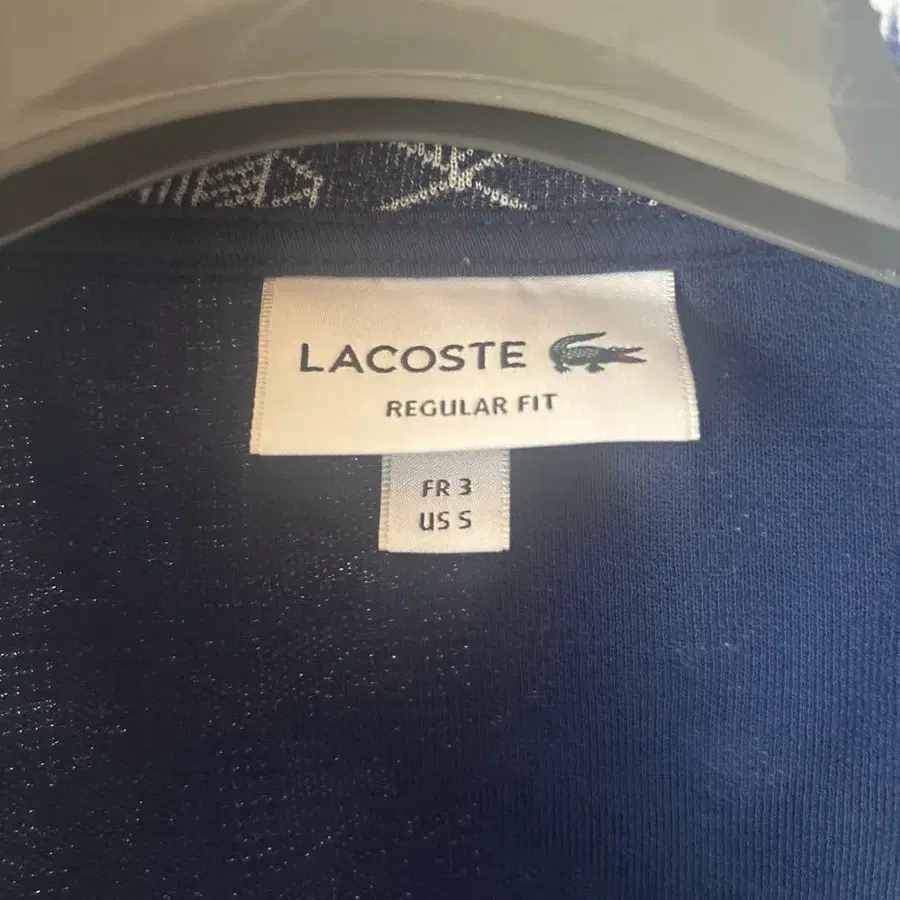 LACOSTE
REGULAR FIT
FR 3
US S